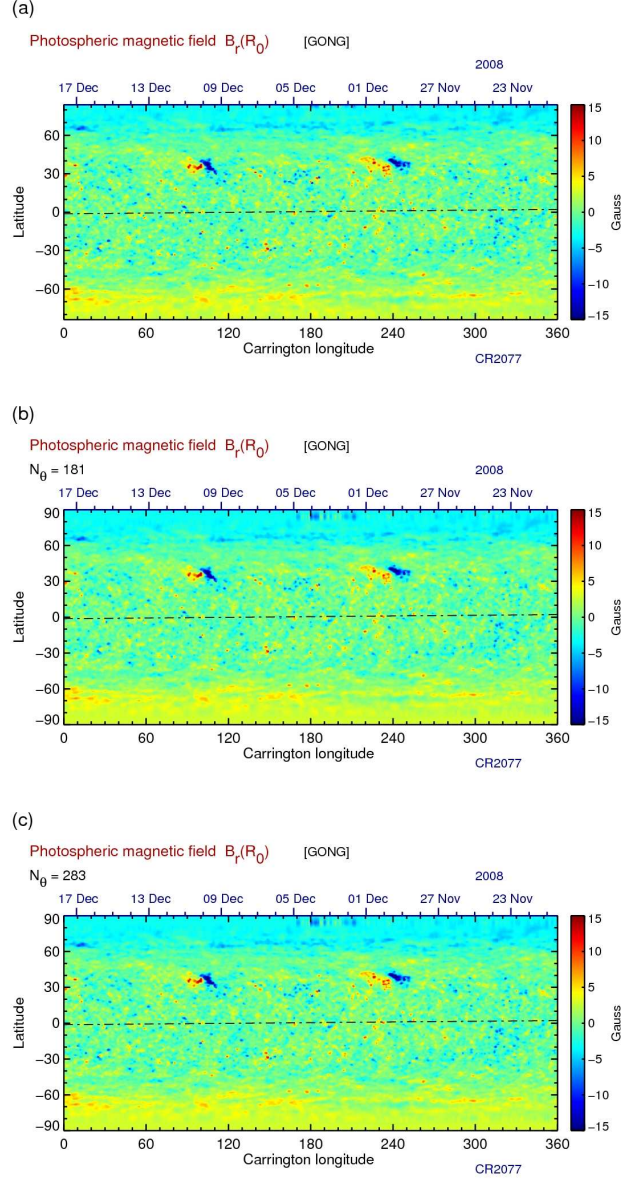 (a)
Photospheric magnetic field B_r(R_0) [GONG]
2008
17 Dec 13 Dec 09 Dec 05 Dec 01 Dec 27 Nov 23 Nov
60
30
0
−30
−60
Latitude
0 60 120 180 240 300 360
Carrington longitude
CR2077
15
10
5
0
−5
−10
−15
Gauss
(b)
Photospheric magnetic field B_r(R_0) [GONG]
N_θ = 181
2008
17 Dec 13 Dec 09 Dec 05 Dec 01 Dec 27 Nov 23 Nov
90
60
30
0
−30
−60
−90
Latitude
0 60 120 180 240 300 360
Carrington longitude
CR2077
15
10
5
0
−5
−10
−15
Gauss
(c)
Photospheric magnetic field B_r(R_0) [GONG]
N_θ = 283
2008
17 Dec 13 Dec 09 Dec 05 Dec 01 Dec 27 Nov 23 Nov
90
60
30
0
−30
−60
−90
Latitude
0 60 120 180 240 300 360
Carrington longitude
CR2077
15
10
5
0
−5
−10
−15
Gauss